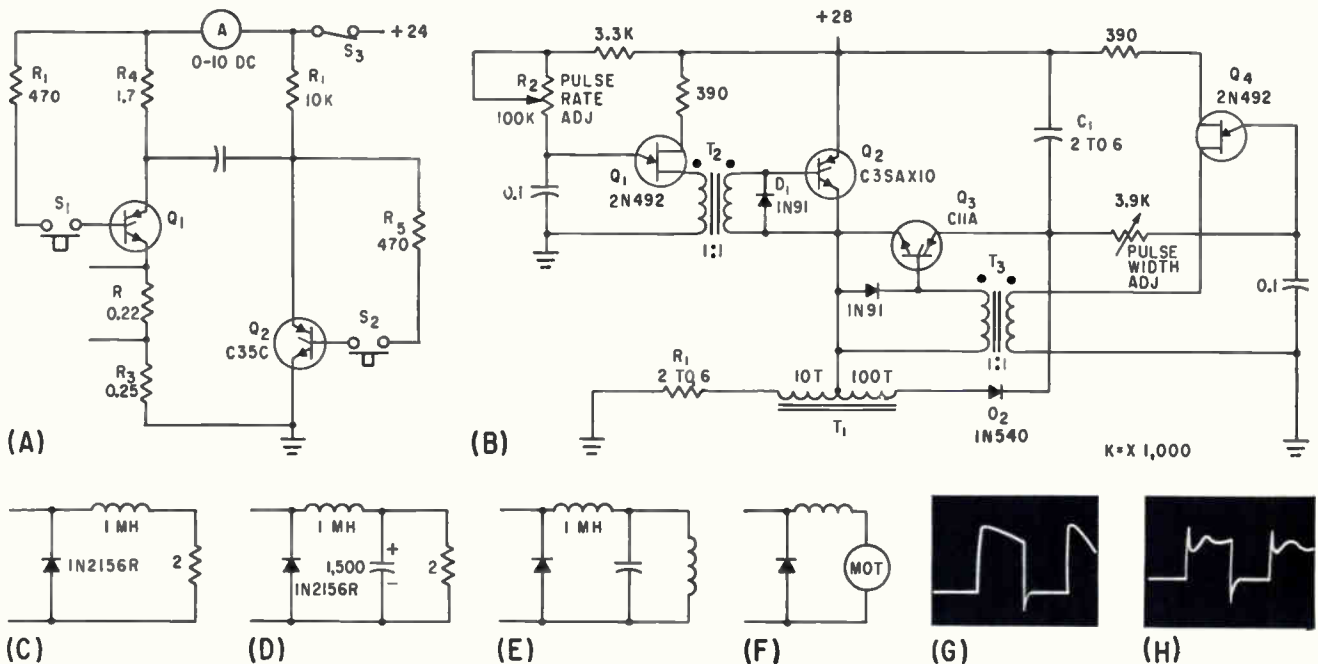 A
0-10 DC
S3
+24
R1
470
R4
1.7
R1
10K
S1
Q1
R5
470
R
0.22
Q2
C35C
S2
R3
0.25
(A)
+28
3.3K
390
R2
PULSE
RATE
ADJ
100K
390
Q4
2N492
C1
2 TO 6
0.1
Q1
2N492
T2
1:1
D1
1N91
Q2
C3SAX10
Q3
C11A
3.9K
PULSE
WIDTH
ADJ
0.1
1N91
T3
1:1
R1
2 TO 6
10T
100T
T1
O2
1N540
K=X 1,000
(B)
1 MH
1N2156R
2
(C)
1 MH
1,500
+
−
1N2156R
2
(D)
1 MH
(E)
MOT
(F)
(G)
(H)